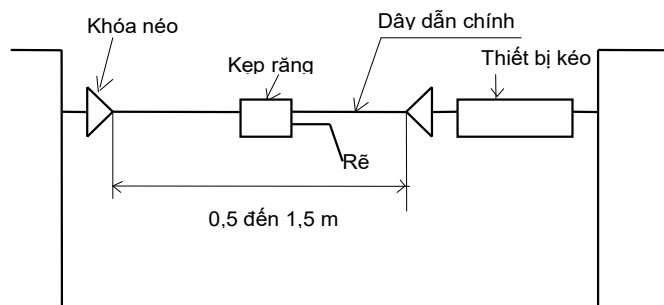 Khóa néo
Dây dẫn chính
Kẹp răng
Thiết bị kéo
Rẽ
0,5 đến 1,5 m